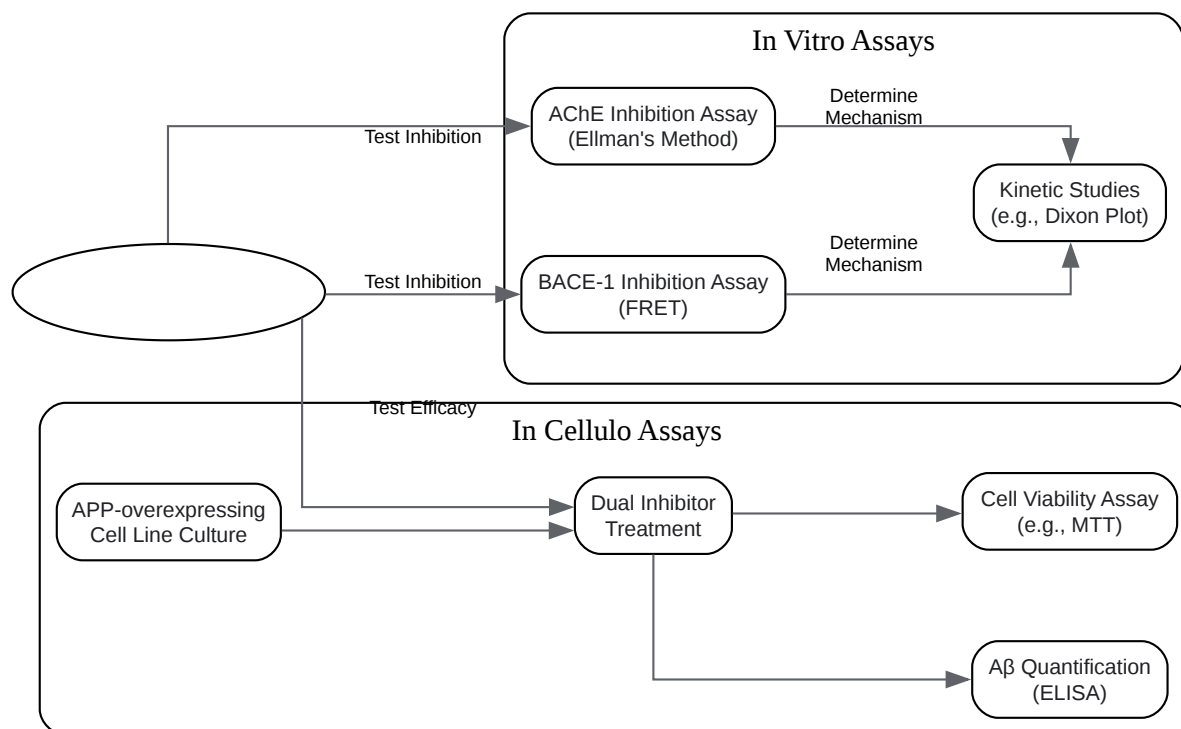 In Vitro Assays
AChE Inhibition Assay
(Ellman's Method)
Determine
Mechanism
Test Inhibition
Kinetic Studies
(e.g., Dixon Plot)
Determine
Mechanism
Test Inhibition
BACE-1 Inhibition Assay
(FRET)
Test Efficacy
In Cellulo Assays
APP-overexpressing
Cell Line Culture
Dual Inhibitor
Treatment
Cell Viability Assay
(e.g., MTT)
Aβ Quantification
(ELISA)